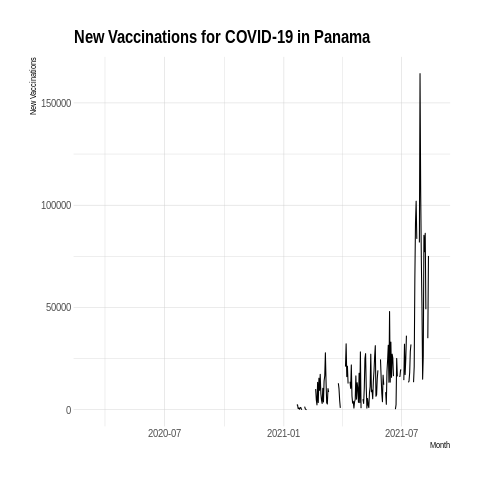 New Vaccinations for COVID-19 in Panama
New Vaccinations
150000
100000
50000
0
2020-07
2021-01
2021-07
Month